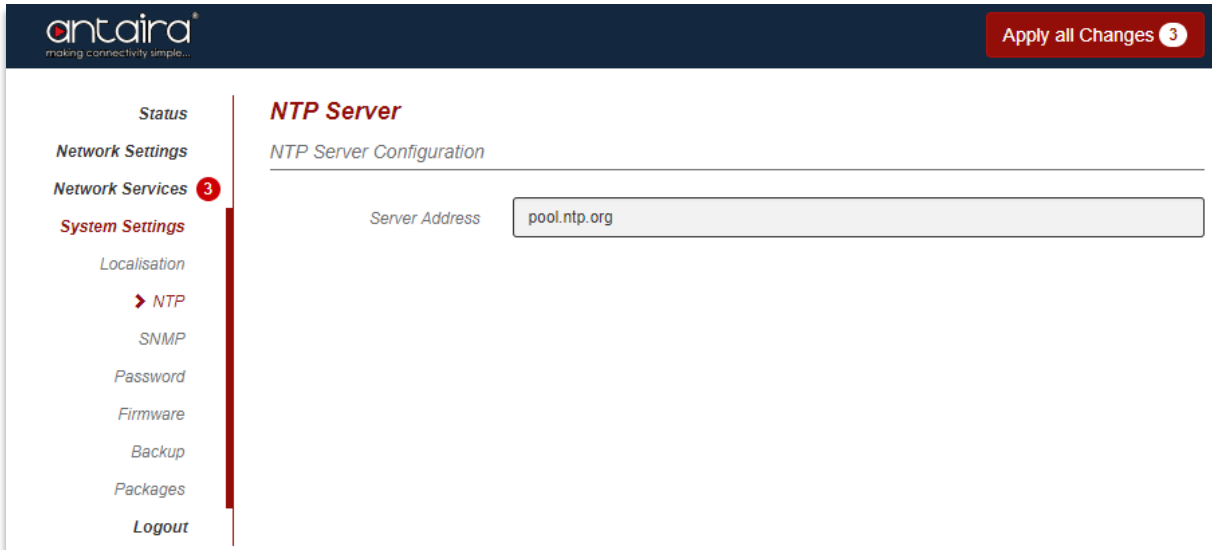 antaira®
making connectivity simple...
Apply all Changes 3
Status
Network Settings
Network Services 3
System Settings
Localisation
NTP
SNMP
Password
Firmware
Backup
Packages
Logout
NTP Server
NTP Server Configuration
Server Address pool.ntp.org